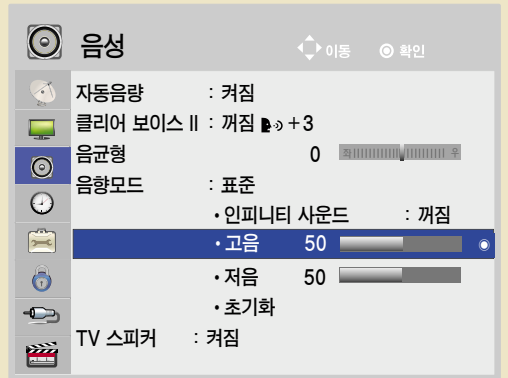 음성 이동 확인
자동음량 : 켜짐
클리어 보이스 II : 꺼짐 +3
음균형 0 좌 우
음향모드 : 표준
• 인피니티 사운드 : 꺼짐
• 고음 50
• 저음 50
• 초기화
TV 스피커 : 켜짐